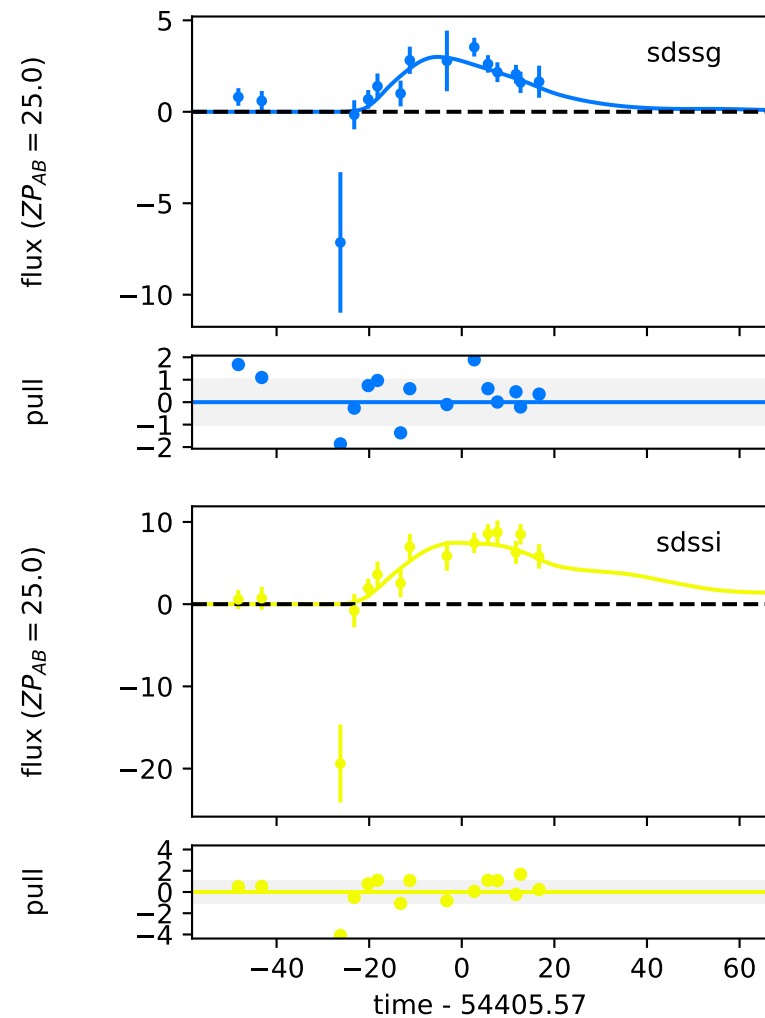 5
0
−5
−10
flux (ZP_AB = 25.0)
sdssg
2
1
0
−1
−2
pull
10
0
−10
−20
flux (ZP_AB = 25.0)
sdssi
4
2
0
−2
−4
pull
−40 −20 0 20 40 60
time - 54405.57